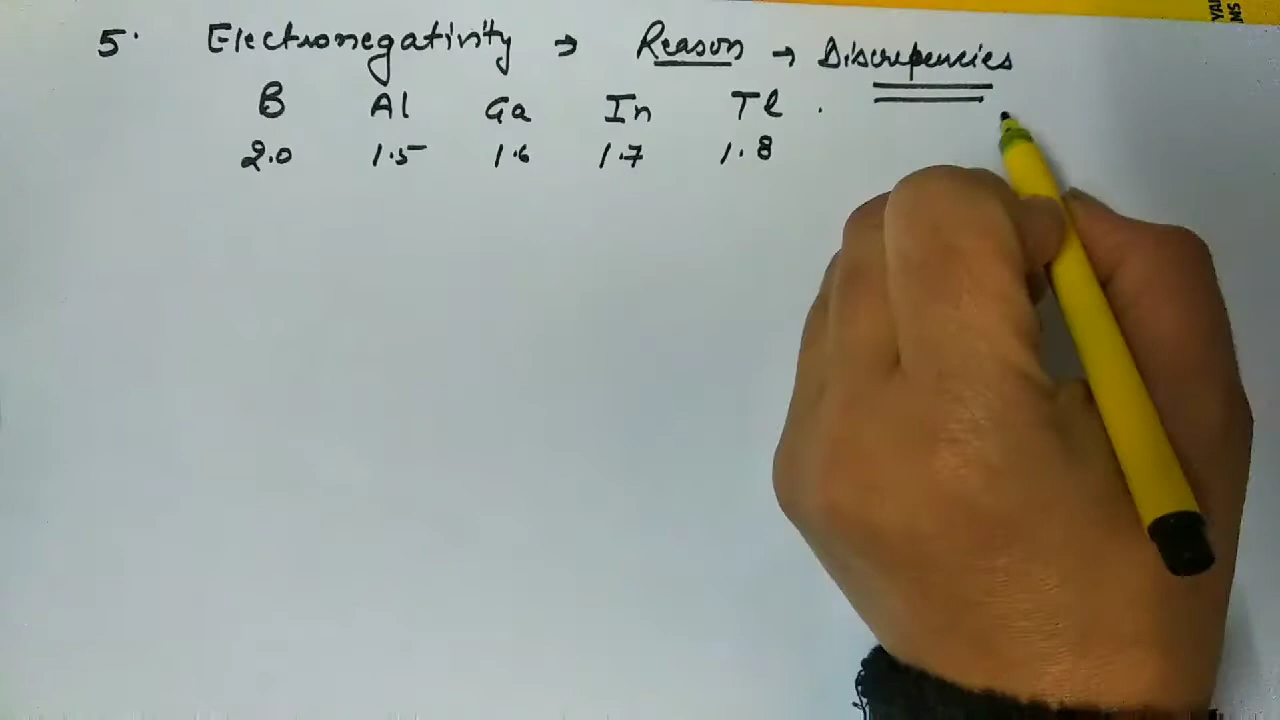 5. Electronegativity → Reason → Discrepencies
B Al Ga In Tl .
2.0 1.5 1.6 1.7 1.8